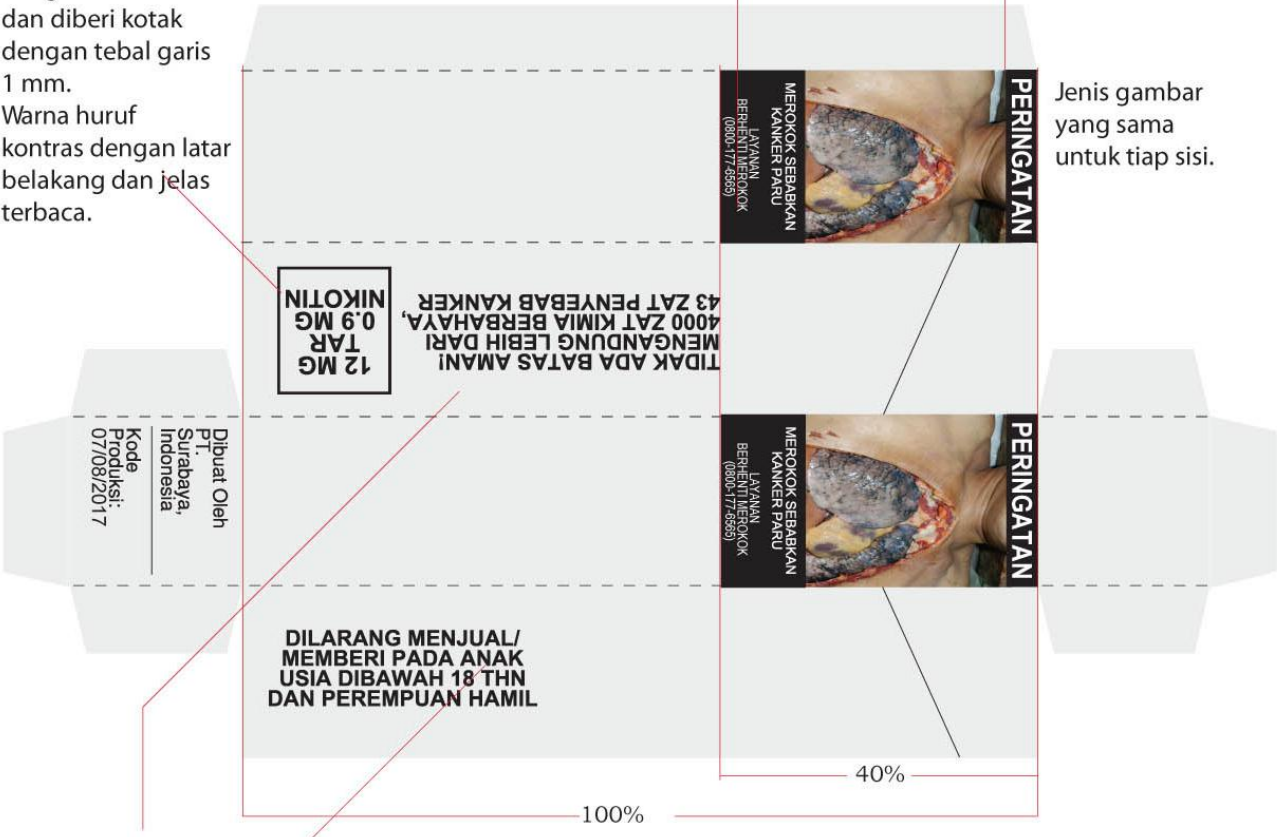 dan diberi kotak
dengan tebal garis
1 mm.
Warna huruf
kontras dengan latar
belakang dan jelas
terbaca.
PERINGATAN
MEROKOK SEBABKAN
KANKER PARU
LAYANAN
BERHENTI MEROKOK
(0800-177-6565)
Jenis gambar
yang sama
untuk tiap sisi.
12 MG
TAR
0.9 MG
NIKOTIN
TIDAK ADA BATAS AMAN!
MENGANDUNG LEBIH DARI
4000 ZAT KIMIA BERBAHAYA,
43 ZAT PENYEBAB KANKER
Dibuat Oleh
PT.
Surabaya,
Indonesia
Kode
Produksi:
07/08/2017
PERINGATAN
MEROKOK SEBABKAN
KANKER PARU
LAYANAN
BERHENTI MEROKOK
(0800-177-6565)
DILARANG MENJUAL/
MEMBERI PADA ANAK
USIA DIBAWAH 18 THN
DAN PEREMPUAN HAMIL
40%
100%